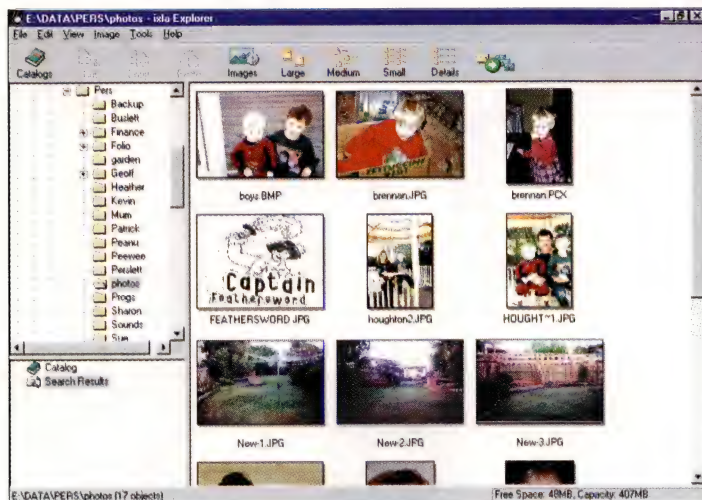 E:\DATA\PERS\photos - ixla Explorer
File Edit View Image Tools Help
Catalogs Images Large Medium Small Details
Pers
Backup
Buslett
Finance
Folio
garden
Geoff
Heather
Kevin
Mum
Patrick
Peanu
Peewee
Perslett
photos
Progs
Sharon
Sounds
Sue
Catalog
Search Results
boys.BMP brennan.JPG brennan.PCX
Captain
Feathersword
FEATHERSWORD.JPG houghton2.JPG HOUGHT~1.JPG
New-1.JPG New-2.JPG New-3.JPG
E:\DATA\PERS\photos (17 objects) Free Space: 48MB, Capacity: 407MB